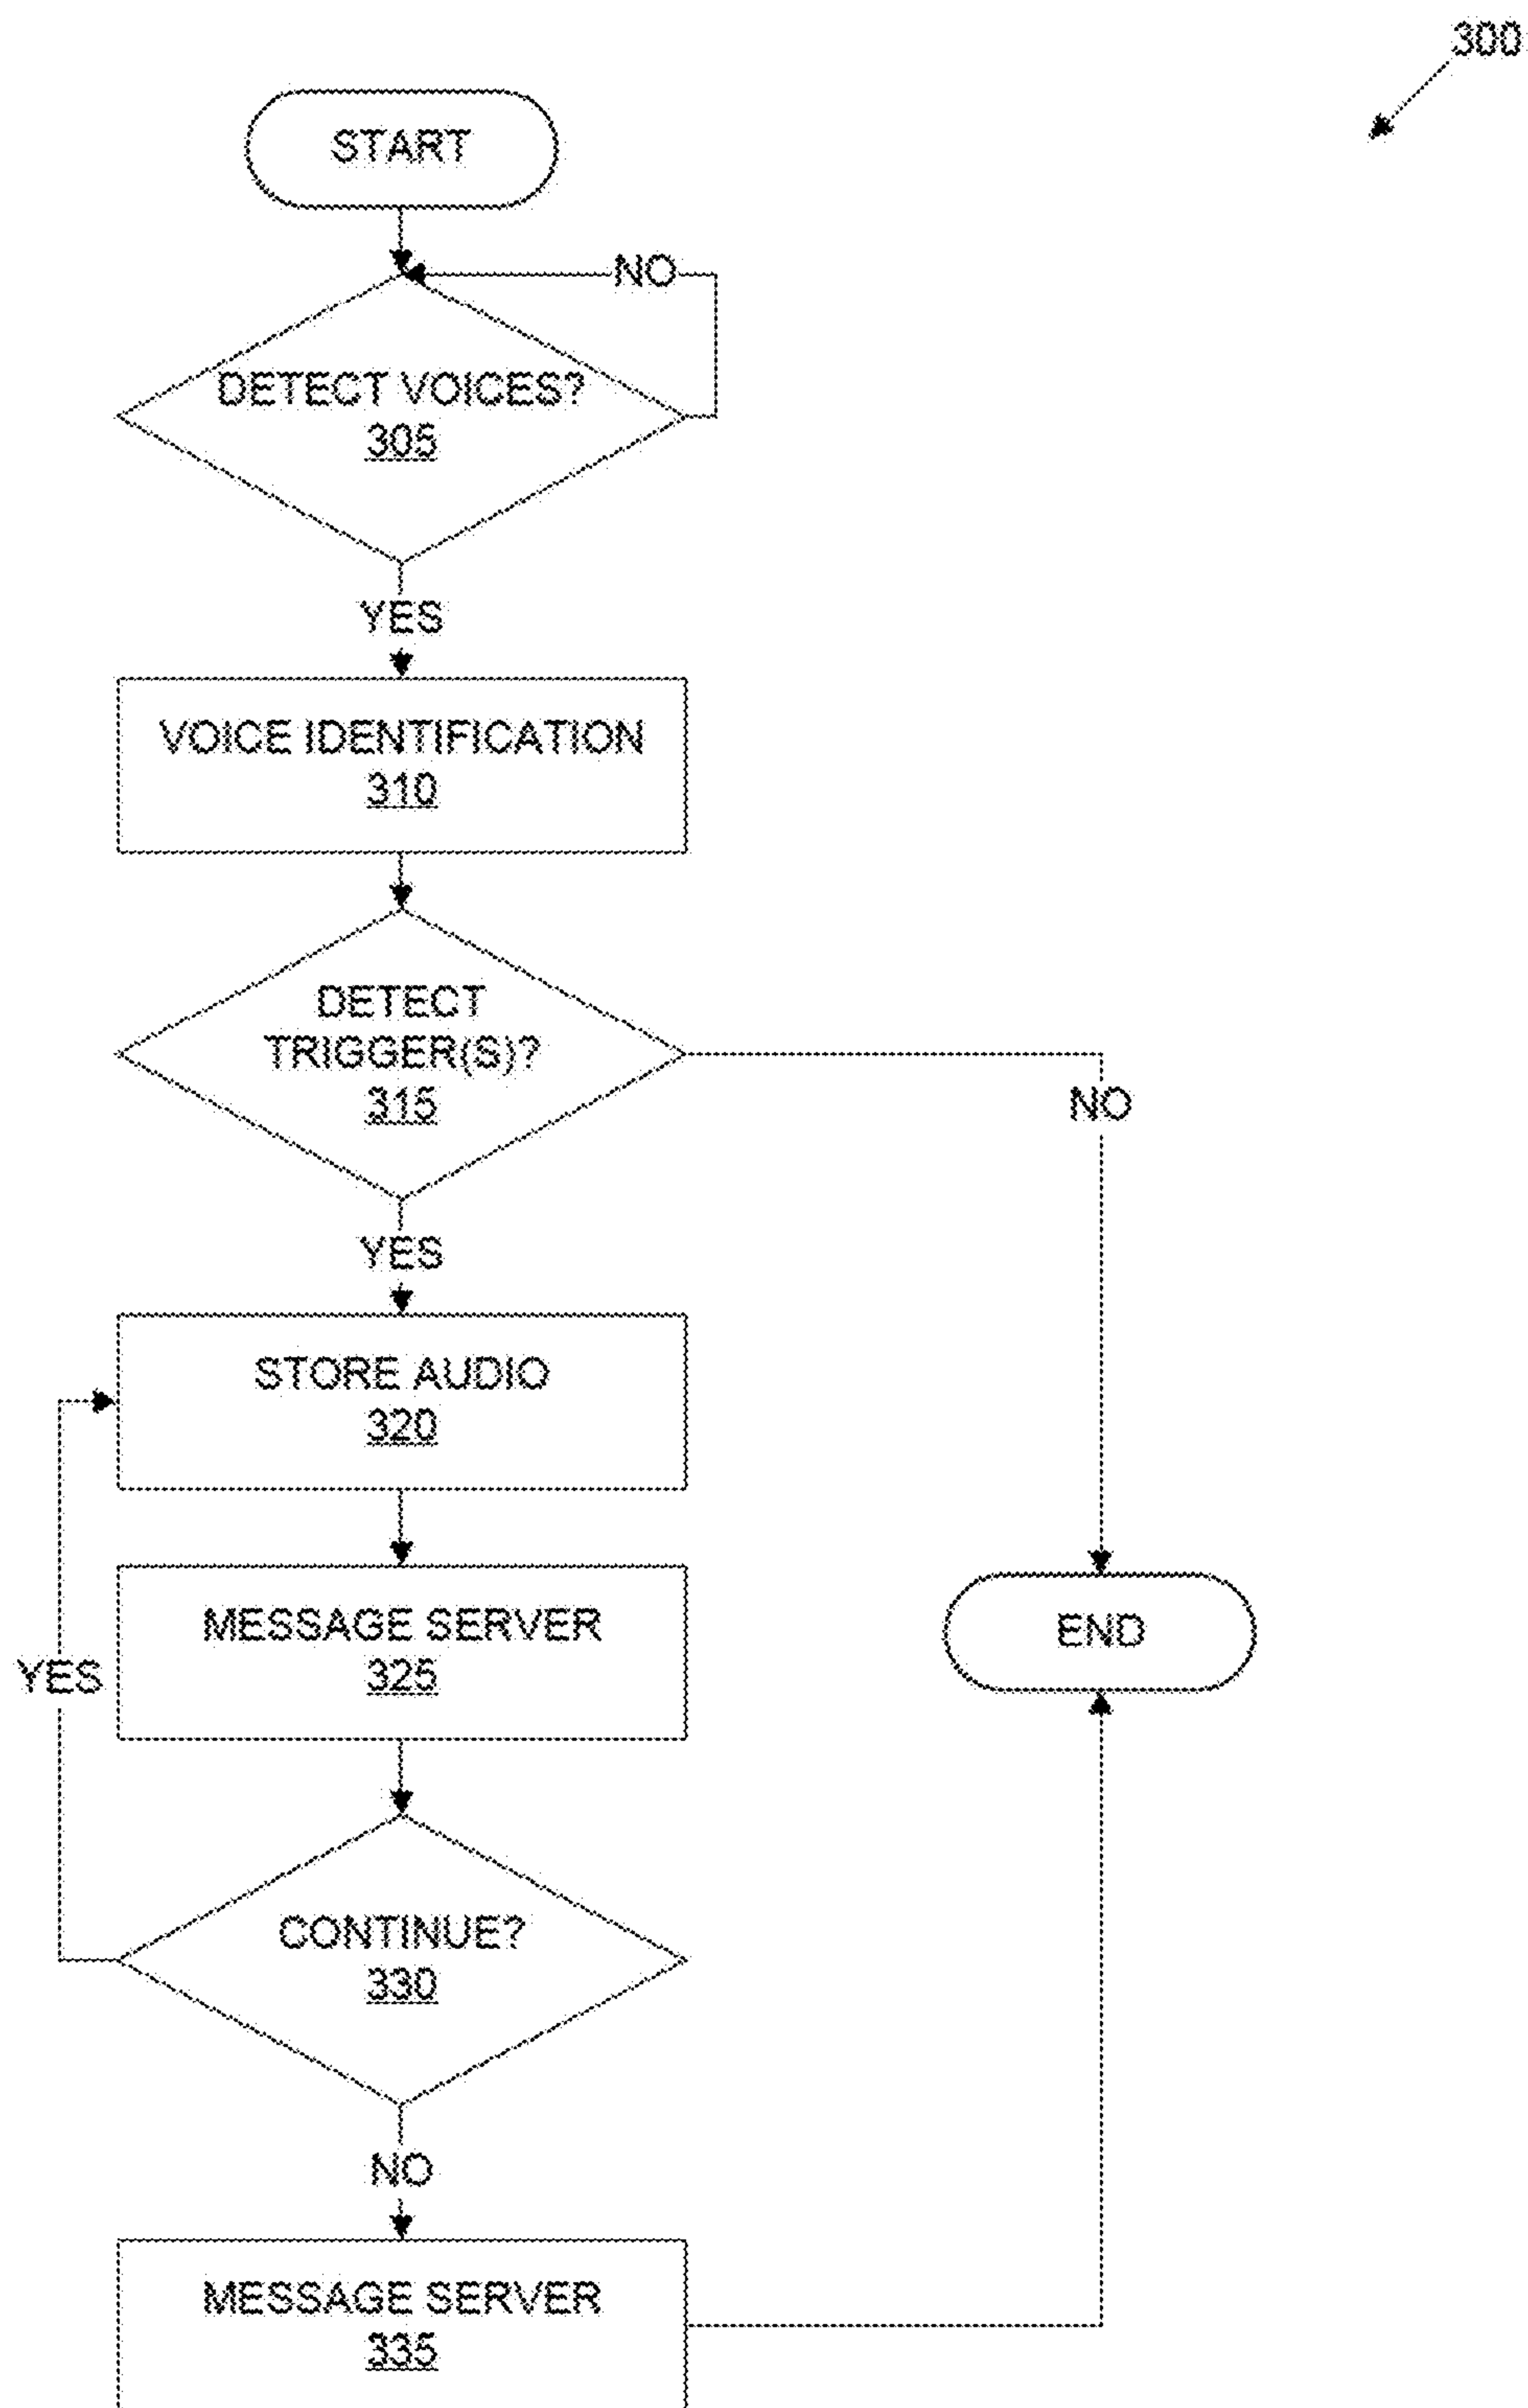 300
START
NO
DETECT VOICES?
305
YES
VOICE IDENTIFICATION
310
DETECT
TRIGGER(S)?
315
NO
YES
STORE AUDIO
320
MESSAGE SERVER
325
END
YES
CONTINUE?
330
NO
MESSAGE SERVER
335